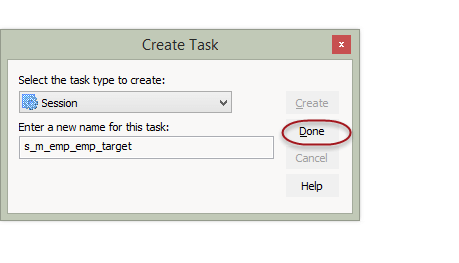 Create Task
x
Select the task type to create:
Session
Create
Enter a new name for this task:
Done
s_m_emp_emp_target
Cancel
Help